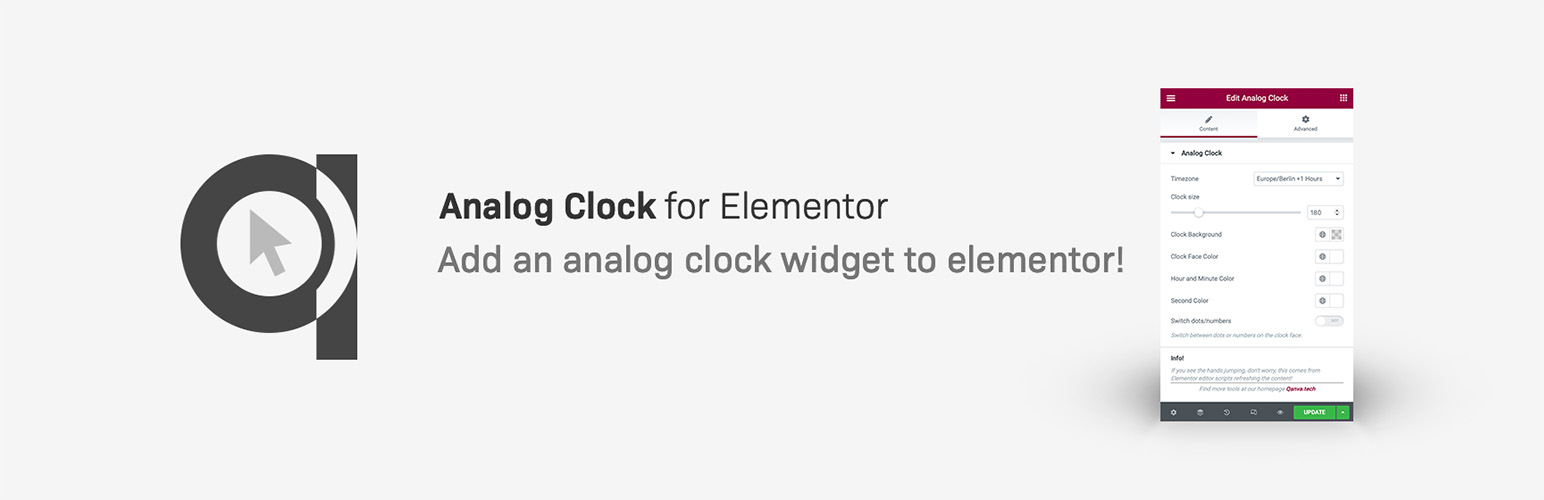 Analog Clock for Elementor
Add an analog clock widget to elementor!
Edit Analog Clock
Content
Advanced
Analog Clock
Timezone
Europe/Berlin +1 Hours
Clock size
180
Clock Background
Clock Face Color
Hour and Minute Color
Second Color
Switch dots/numbers
Switch between dots or numbers on the clock face.
Info!
If you see the hands jumping, don't worry, this comes from
Elementor editor scripts refreshing the content!
Find more tools at our homepage Qanva.tech
UPDATE